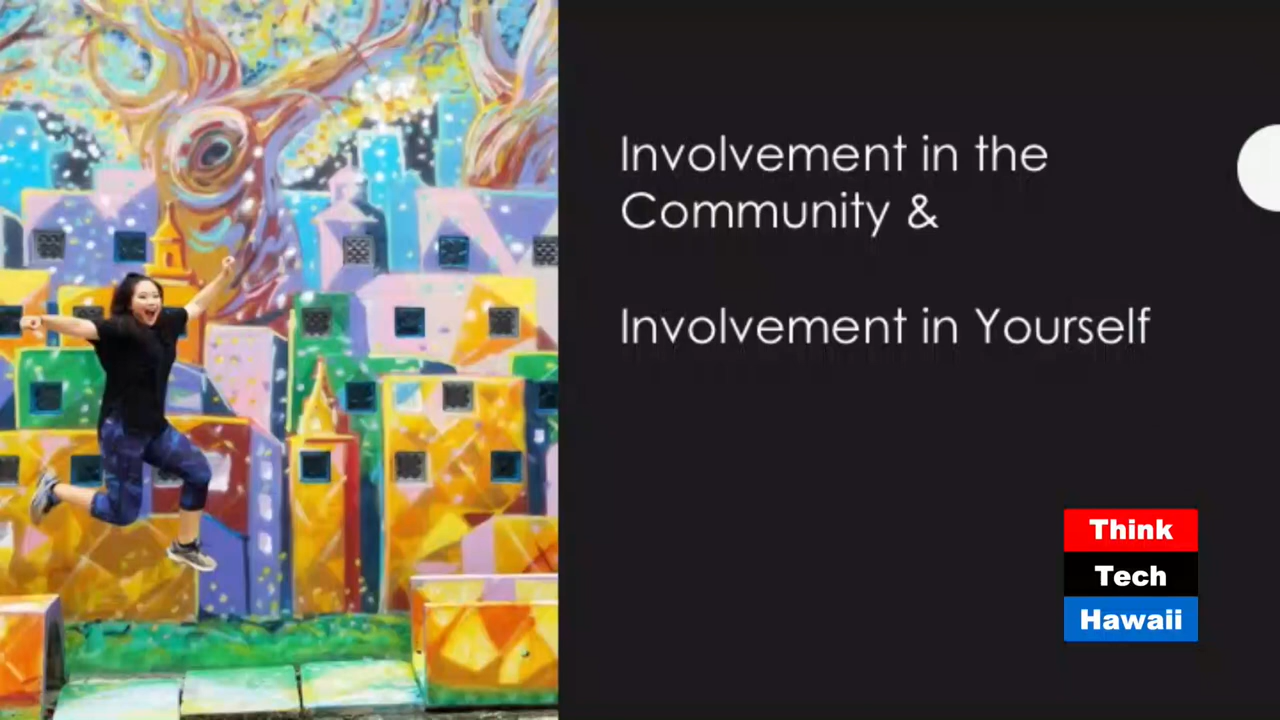 Involvement in the
Community &
Involvement in Yourself
Think
Tech
Hawaii